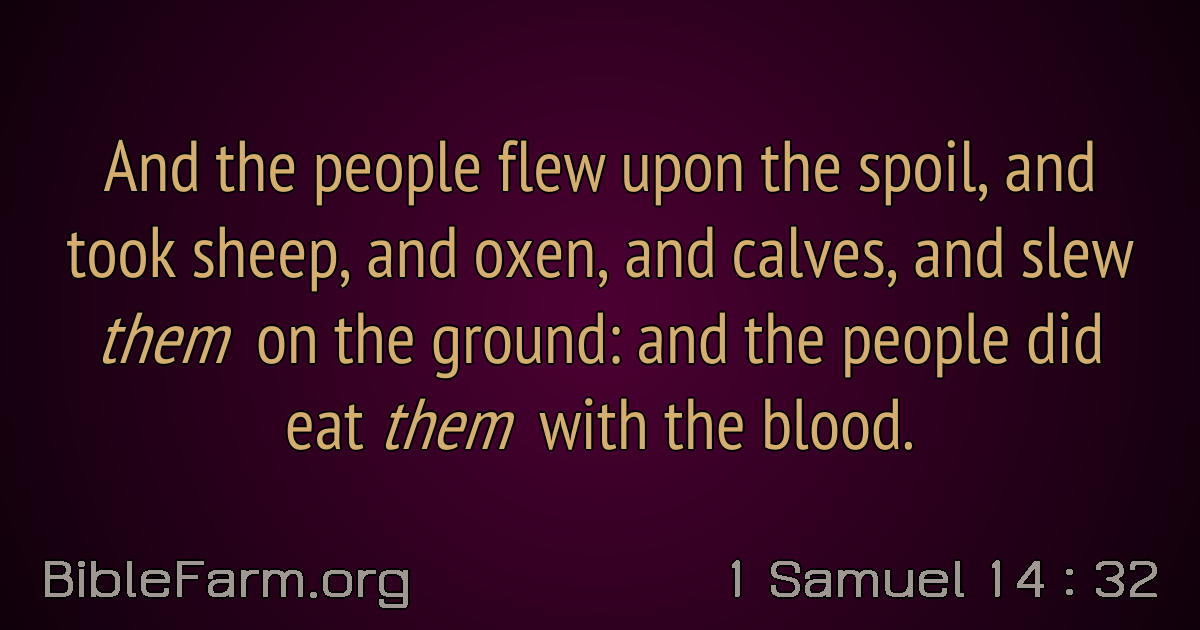 And the people flew upon the spoil, and
took sheep, and oxen, and calves, and slew
them on the ground: and the people did
eat them with the blood.
BibleFarm.org
1 Samuel 14 : 32